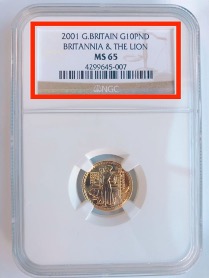 2001 G.BRITAIN G10PND
BRITANNIA & THE LION
MS 65
4299645-007
NGC